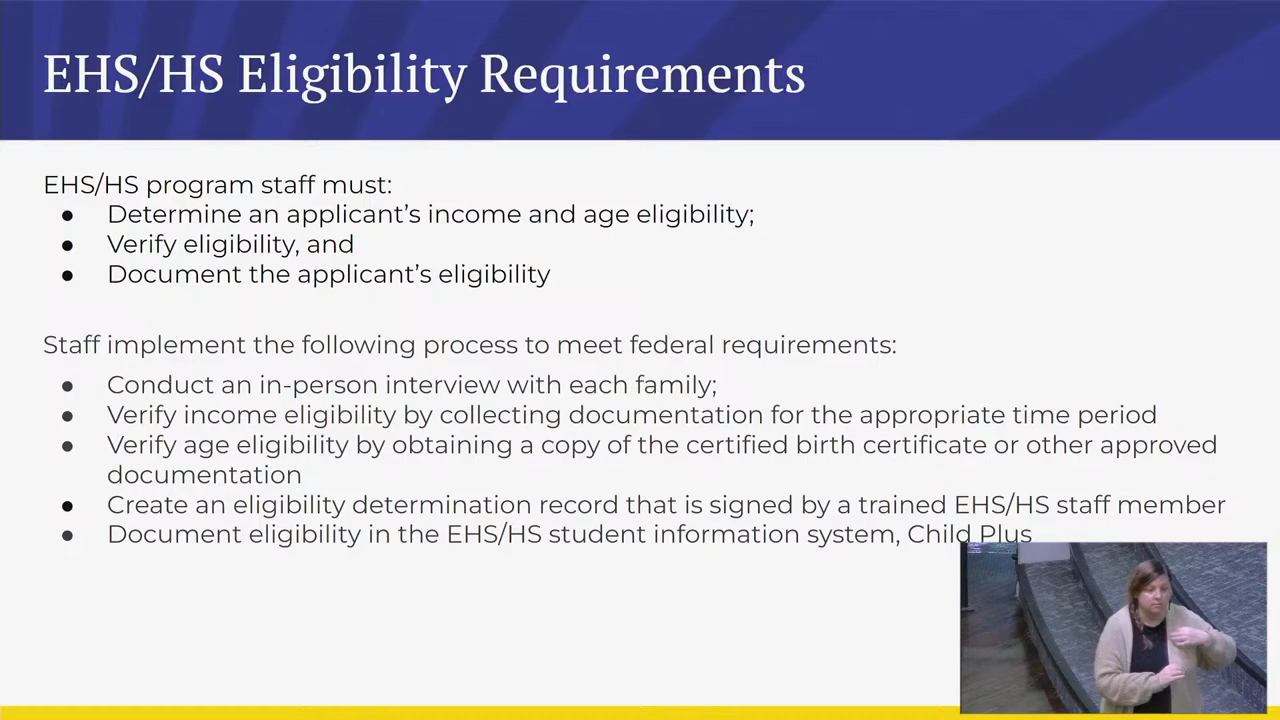 EHS/HS Eligibility Requirements
EHS/HS program staff must:
● Determine an applicant’s income and age eligibility;
● Verify eligibility, and
● Document the applicant’s eligibility
Staff implement the following process to meet federal requirements:
● Conduct an in-person interview with each family;
● Verify income eligibility by collecting documentation for the appropriate time period
● Verify age eligibility by obtaining a copy of the certified birth certificate or other approved
documentation
● Create an eligibility determination record that is signed by a trained EHS/HS staff member
● Document eligibility in the EHS/HS student information system, Child Plus